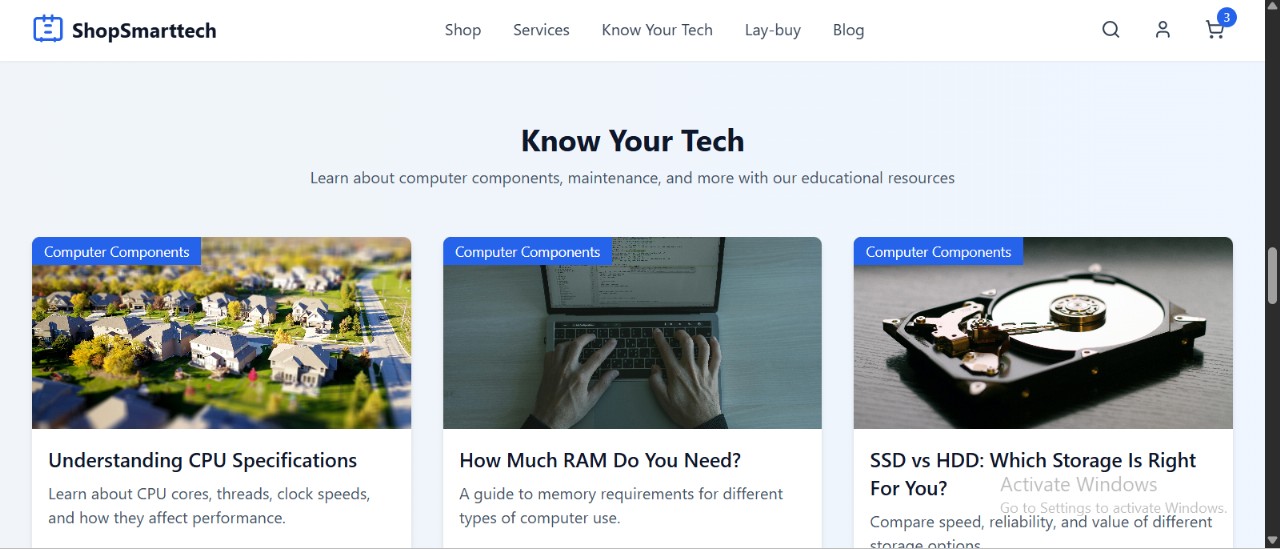 ShopSmarttech
Shop
Services
Know Your Tech
Lay-buy
Blog
3
Know Your Tech
Learn about computer components, maintenance, and more with our educational resources
Computer Components
Computer Components
Computer Components
Understanding CPU Specifications
Learn about CPU cores, threads, clock speeds,
and how they affect performance.
How Much RAM Do You Need?
A guide to memory requirements for different
types of computer use.
SSD vs HDD: Which Storage Is Right
For You?
Compare speed, reliability, and value of different
storage options.
Activate Windows
Go to Settings to activate Windows.